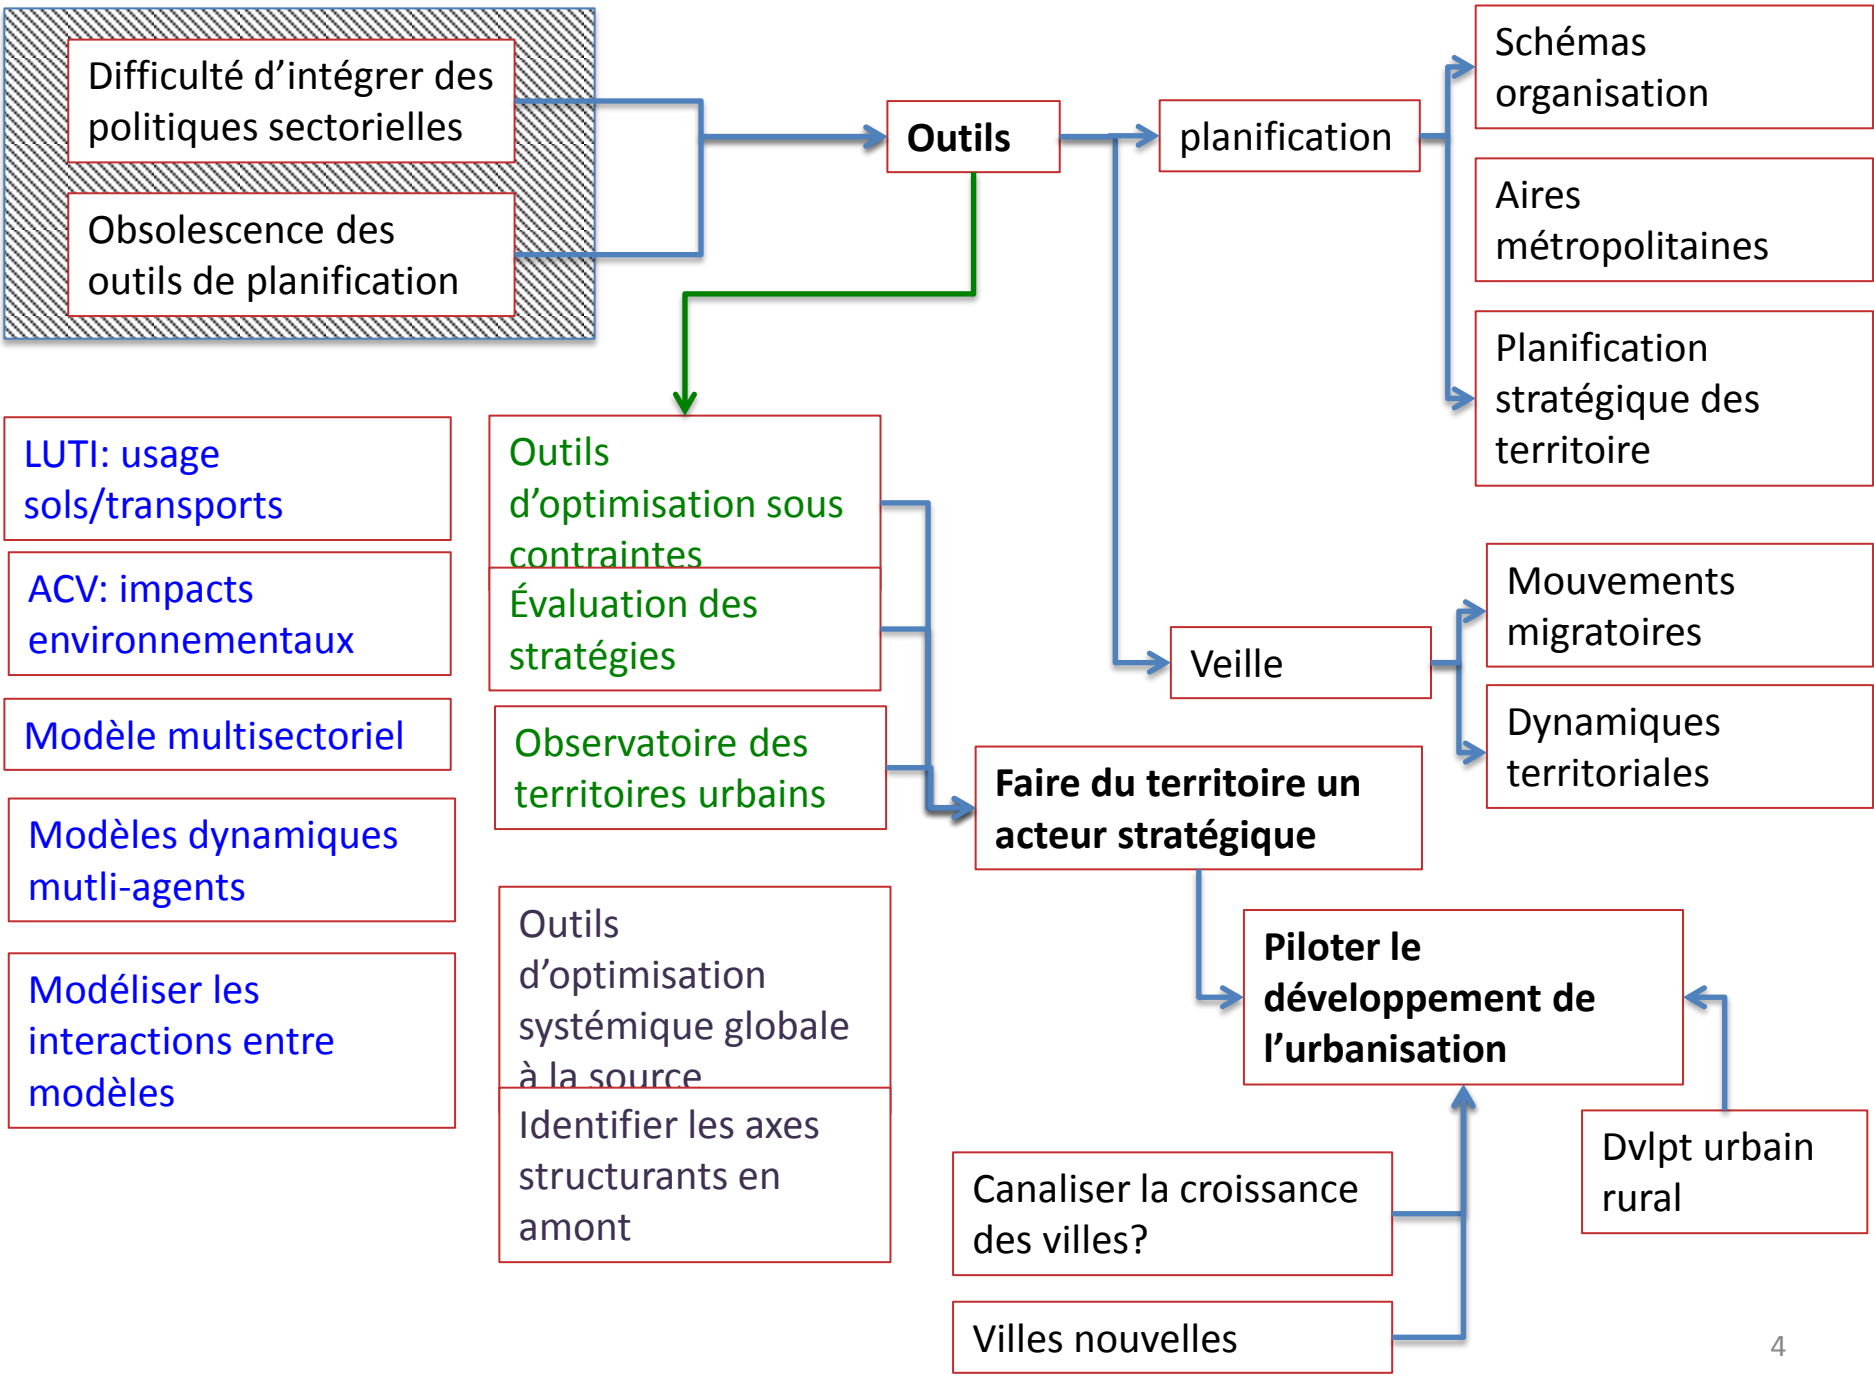 Difficulté d’intégrer des
politiques sectorielles
Obsolescence des
outils de planification
Outils
planification
Schémas
organisation
Aires
métropolitaines
Planification
stratégique des
territoire
LUTI: usage
sols/transports
ACV: impacts
environnementaux
Modèle multisectoriel
Modèles dynamiques
mutli-agents
Modéliser les
interactions entre
modèles
Outils
d’optimisation sous
contraintes
Évaluation des
stratégies
Observatoire des
territoires urbains
Outils
d’optimisation
systémique globale
à la source
Identifier les axes
structurants en
amont
Veille
Mouvements
migratoires
Dynamiques
territoriales
Faire du territoire un
acteur stratégique
Piloter le
développement de
l’urbanisation
Canaliser la croissance
des villes?
Villes nouvelles
Dvlpt urbain
rural
4